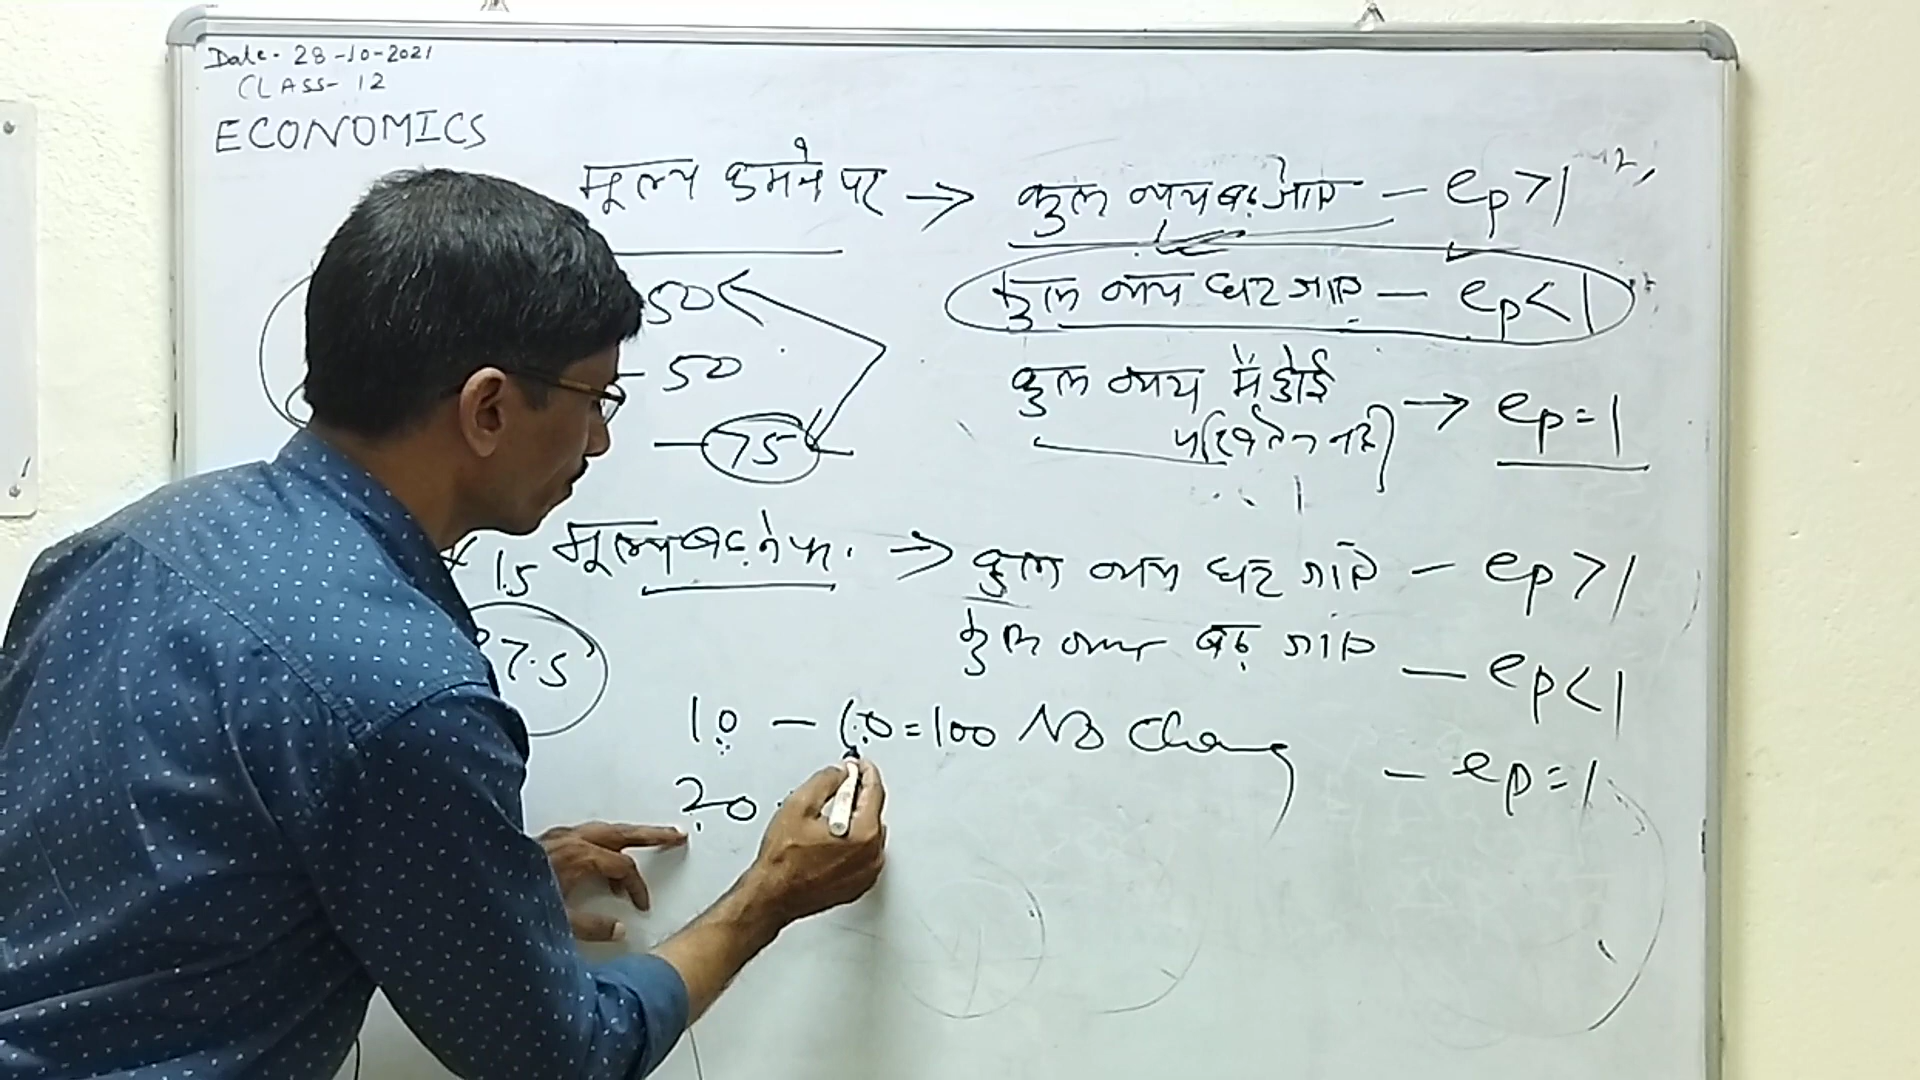 Date- 28-10-2021
CLASS- 12
ECONOMICS
मूल्य कमने पर → कुल व्यय बढ़ जाए – ep>1
50
कुल व्यय घट जाए – ep<1
- 50
कुल व्यय में कोई
परिवर्तन नहीं → ep=1
– 75 –
1.5 मूल्य बढ़ने पर. → कुल व्यय घट जाए – ep>1
कुल व्यय बढ़ जाए – ep<1
7.5
10 – 10=100 No Change – ep=1
20